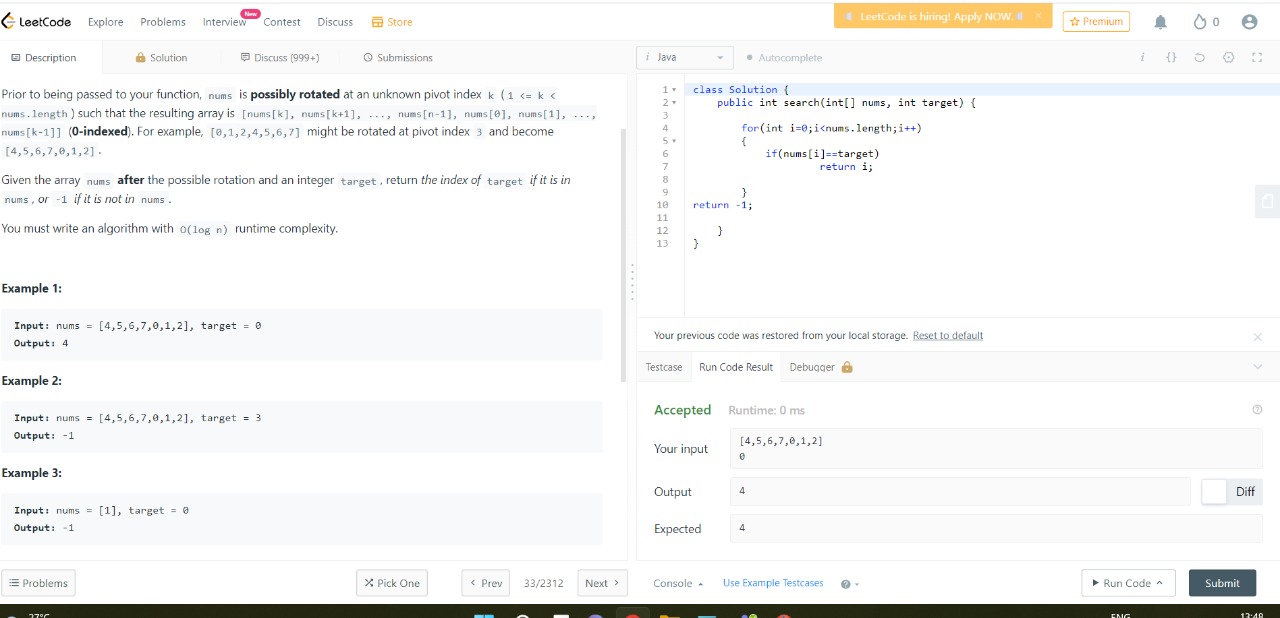 LeetCode Explore Problems Interview New Contest Discuss Store LeetCode is hiring! Apply NOW. Premium 0
Description Solution Discuss (999+) Submissions
Prior to being passed to your function, nums is possibly rotated at an unknown pivot index k (1 <= k <
nums.length) such that the resulting array is [nums[k], nums[k+1], ..., nums[n-1], nums[0], nums[1], ...,
nums[k-1]] (0-indexed). For example, [0,1,2,4,5,6,7] might be rotated at pivot index 3 and become
[4,5,6,7,0,1,2].
Given the array nums after the possible rotation and an integer target, return the index of target if it is in
nums, or -1 if it is not in nums.
You must write an algorithm with O(log n) runtime complexity.
Example 1:
Input: nums = [4,5,6,7,0,1,2], target = 0
Output: 4
Example 2:
Input: nums = [4,5,6,7,0,1,2], target = 3
Output: -1
Example 3:
Input: nums = [1], target = 0
Output: -1
Problems Pick One < Prev 33/2312 Next >
i Java Autocomplete i {}
1 class Solution {
2 public int search(int[] nums, int target) {
3
4 for(int i=0;i<nums.length;i++)
5 {
6 if(nums[i]==target)
7 return i;
8
9 }
10 return -1;
11
12 }
13 }
Your previous code was restored from your local storage. Reset to default
Testcase Run Code Result Debugger
Accepted Runtime: 0 ms
Your input [4,5,6,7,0,1,2]
0
Output 4 Diff
Expected 4
Console Use Example Testcases Run Code Submit
27°C ENG 13:48